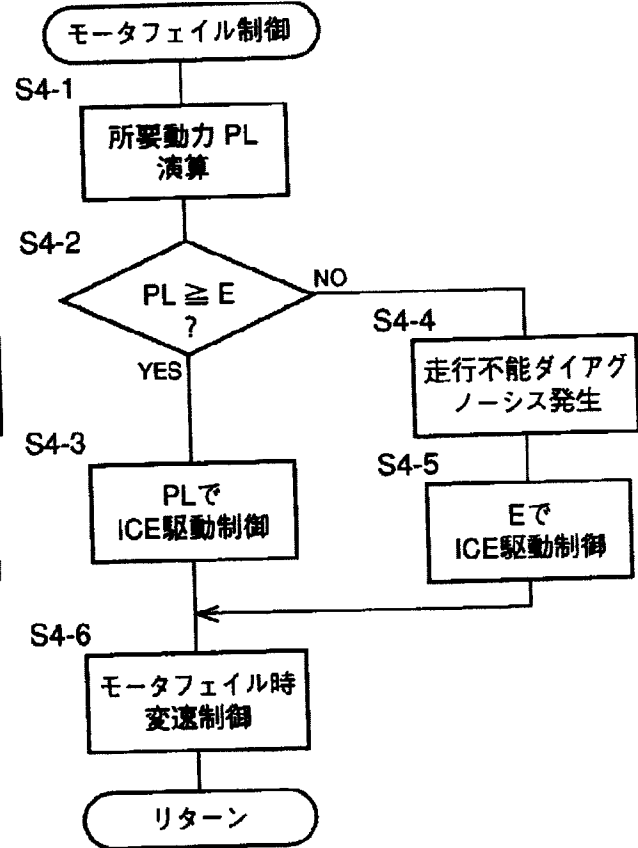 モータフェイル制御
S4-1
所要動力 PL
演算
S4-2
PL ≧ E
?
NO
YES
S4-4
走行不能ダイアグ
ノーシス発生
S4-3
PLで
ICE駆動制御
S4-5
Eで
ICE駆動制御
S4-6
モータフェイル時
変速制御
リターン